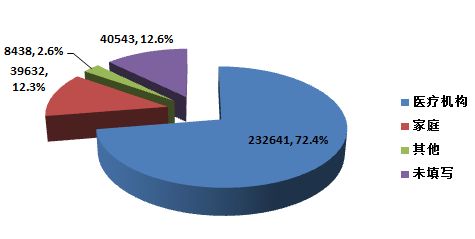 40543, 12.6%
8438, 2.6%
39632,
12.3%
232641, 72.4%
医疗机构
家庭
其他
未填写